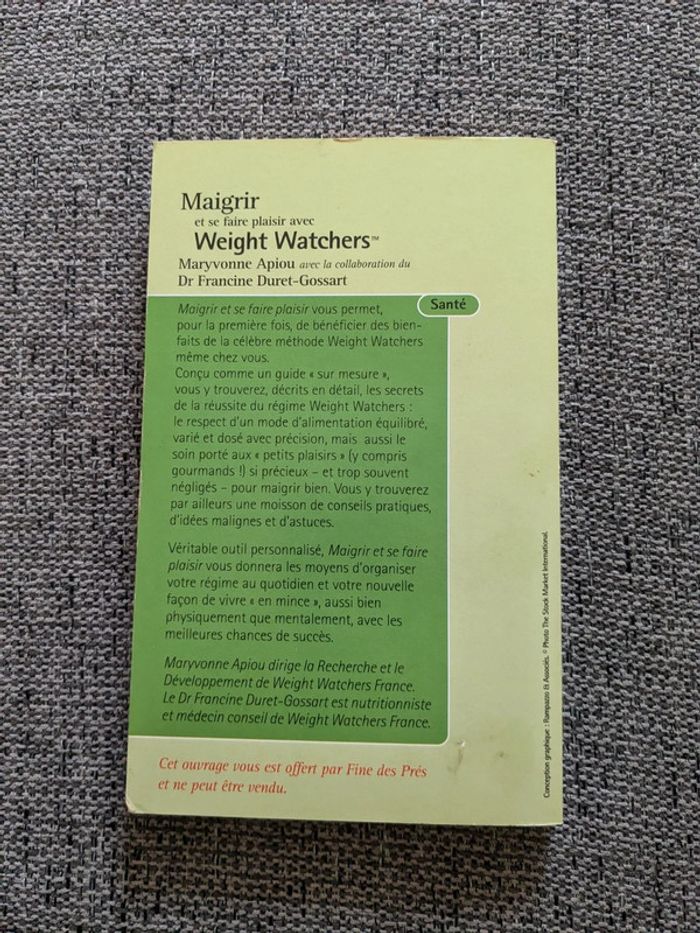 Maigrir
et se faire plaisir avec
Weight Watchers™
Maryvonne Apiou avec la collaboration du
Dr Francine Duret-Gossart
Santé
Maigrir et se faire plaisir vous permet,
pour la première fois, de bénéficier des bien-
faits de la célèbre méthode Weight Watchers
même chez vous.
Conçu comme un guide « sur mesure »,
vous y trouverez, décrits en détail, les secrets
de la réussite du régime Weight Watchers :
le respect d'un mode d'alimentation équilibré,
varié et dosé avec précision, mais aussi le
soin porté aux « petits plaisirs » (y compris
gourmands !) si précieux – et trop souvent
négligés – pour maigrir bien. Vous y trouverez
par ailleurs une moisson de conseils pratiques,
d'idées malignes et d'astuces.
Véritable outil personnalisé, Maigrir et se faire
plaisir vous donnera les moyens d'organiser
votre régime au quotidien et votre nouvelle
façon de vivre « en mince », aussi bien
physiquement que mentalement, avec les
meilleures chances de succès.
Maryvonne Apiou dirige la Recherche et le
Développement de Weight Watchers France.
Le Dr Francine Duret-Gossart est nutritionniste
et médecin conseil de Weight Watchers France.
Cet ouvrage vous est offert par Fine des Prés
et ne peut être vendu.
Conception graphique : Rampazzo & Associés. © Photo The Stock Market International.